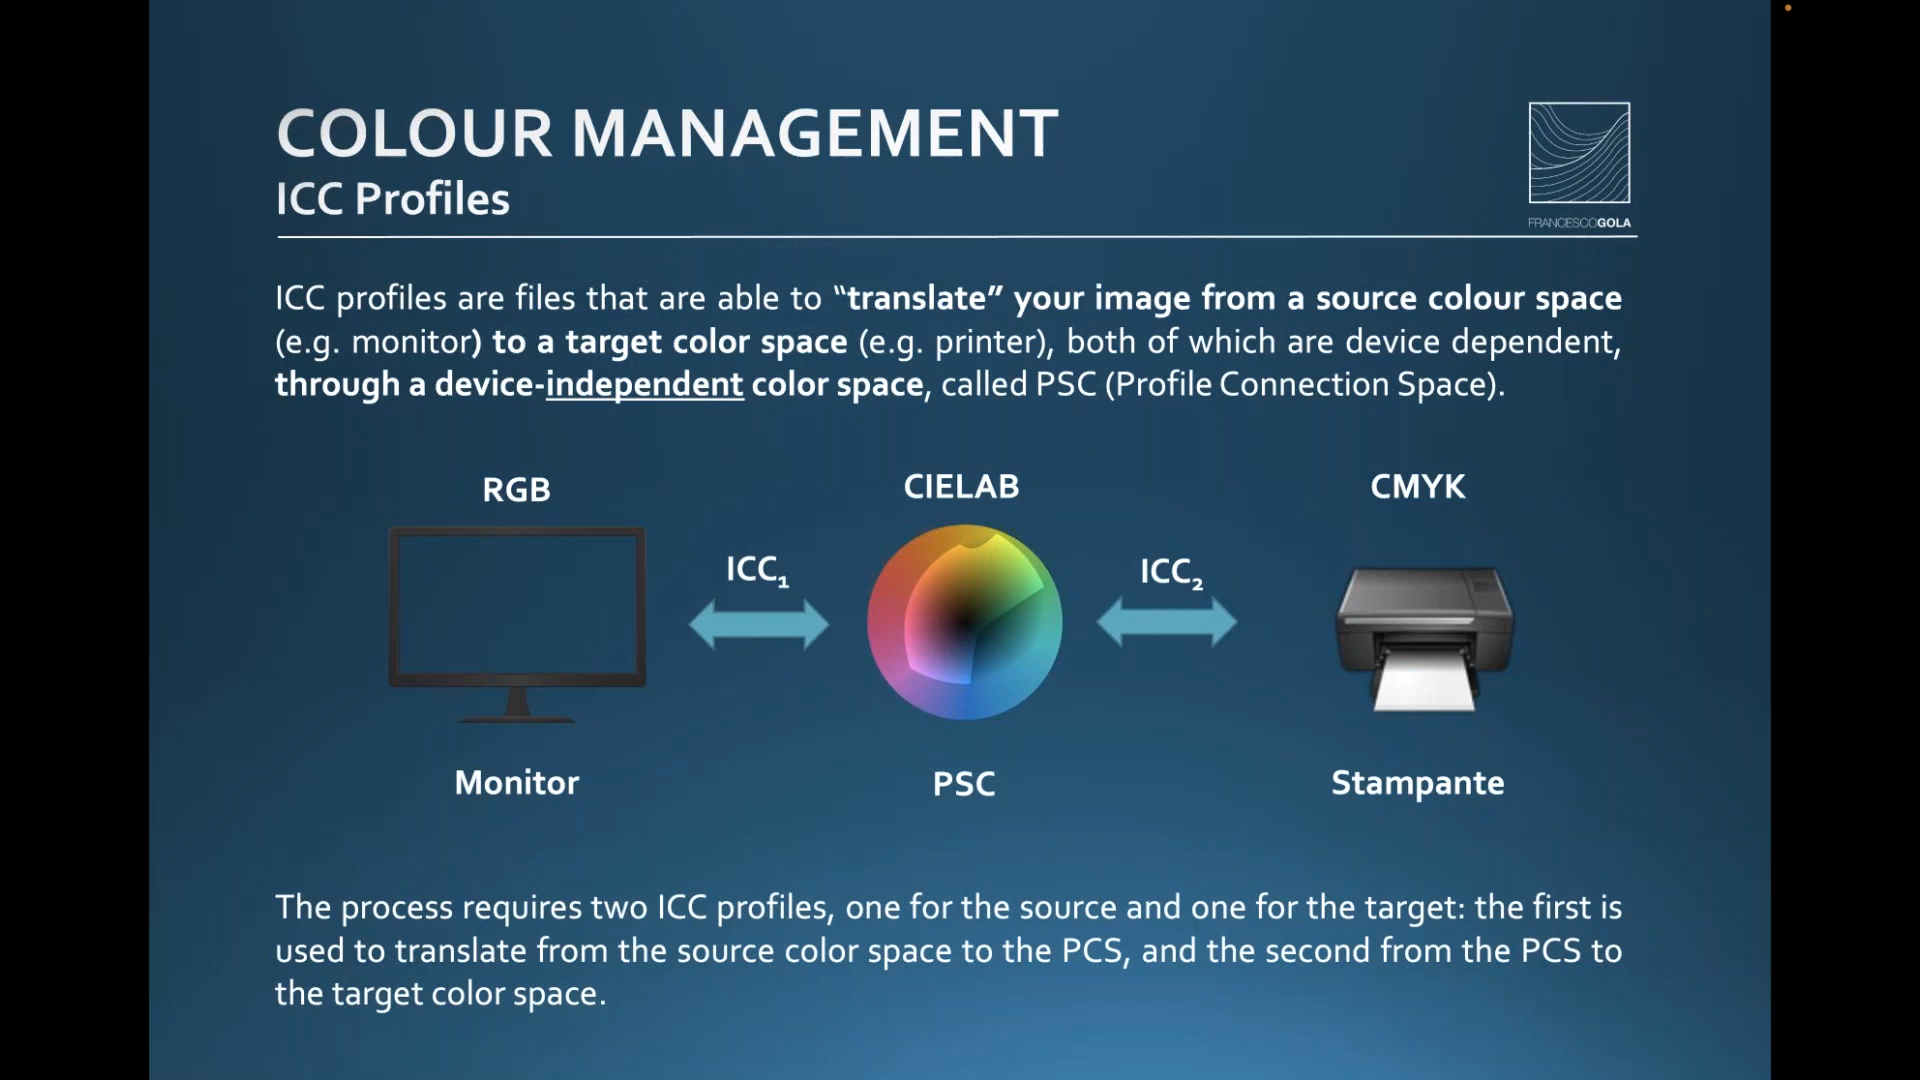 COLOUR MANAGEMENT
ICC Profiles
FRANCESCOGOLA
ICC profiles are files that are able to “translate” your image from a source colour space
(e.g. monitor) to a target color space (e.g. printer), both of which are device dependent,
through a device-independent color space, called PSC (Profile Connection Space).
RGB
CIELAB
CMYK
ICC₁
ICC₂
Monitor
PSC
Stampante
The process requires two ICC profiles, one for the source and one for the target: the first is
used to translate from the source color space to the PCS, and the second from the PCS to
the target color space.